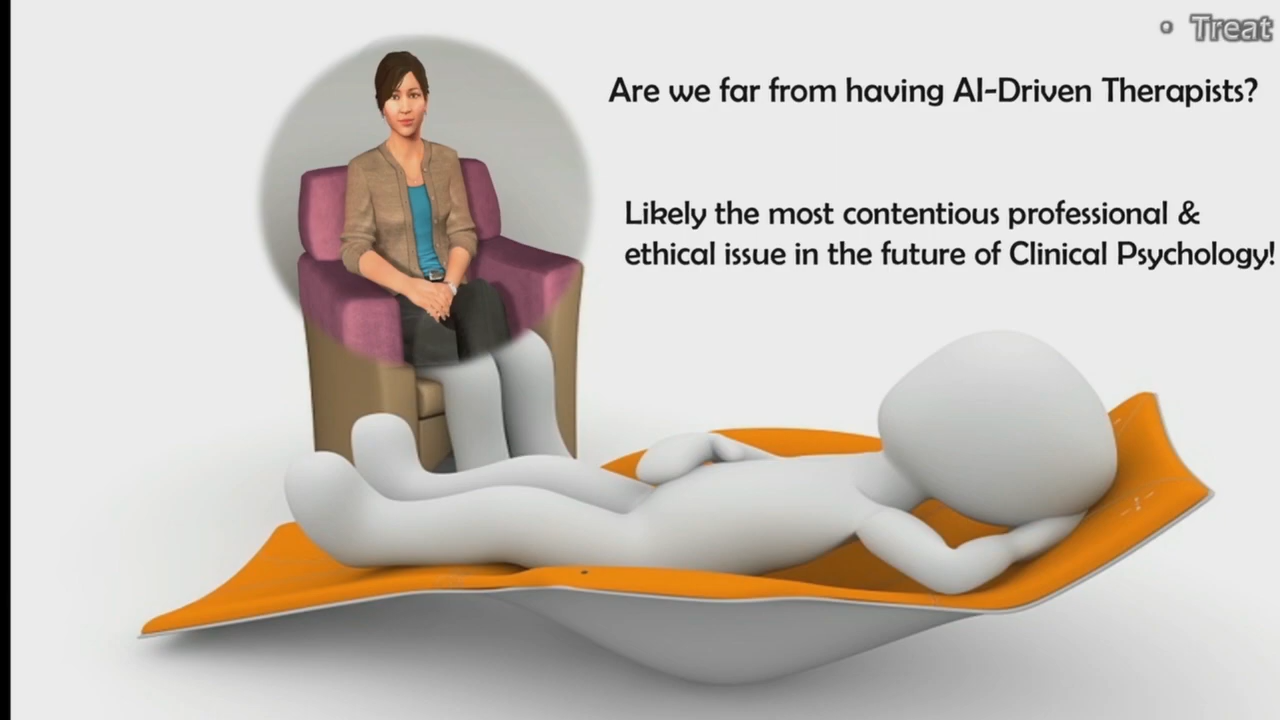 • Treat
Are we far from having AI-Driven Therapists?
Likely the most contentious professional &
ethical issue in the future of Clinical Psychology!